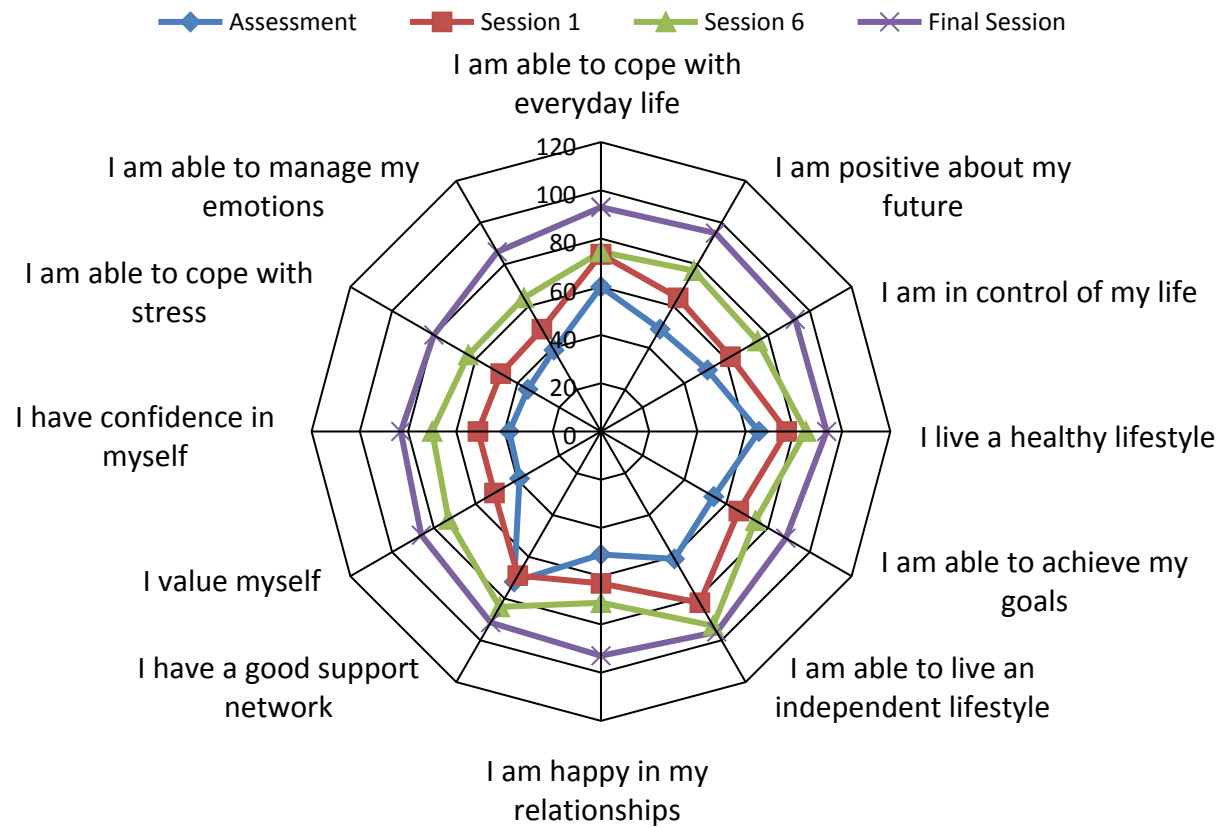 Assessment
Session 1
Session 6
Final Session
I am able to cope with
everyday life
I am positive about my
future
I am in control of my life
I live a healthy lifestyle
I am able to achieve my
goals
I am able to live an
independent lifestyle
I am happy in my
relationships
I have a good support
network
I value myself
I have confidence in
myself
I am able to cope with
stress
I am able to manage my
emotions
120
100
80
60
40
20
0